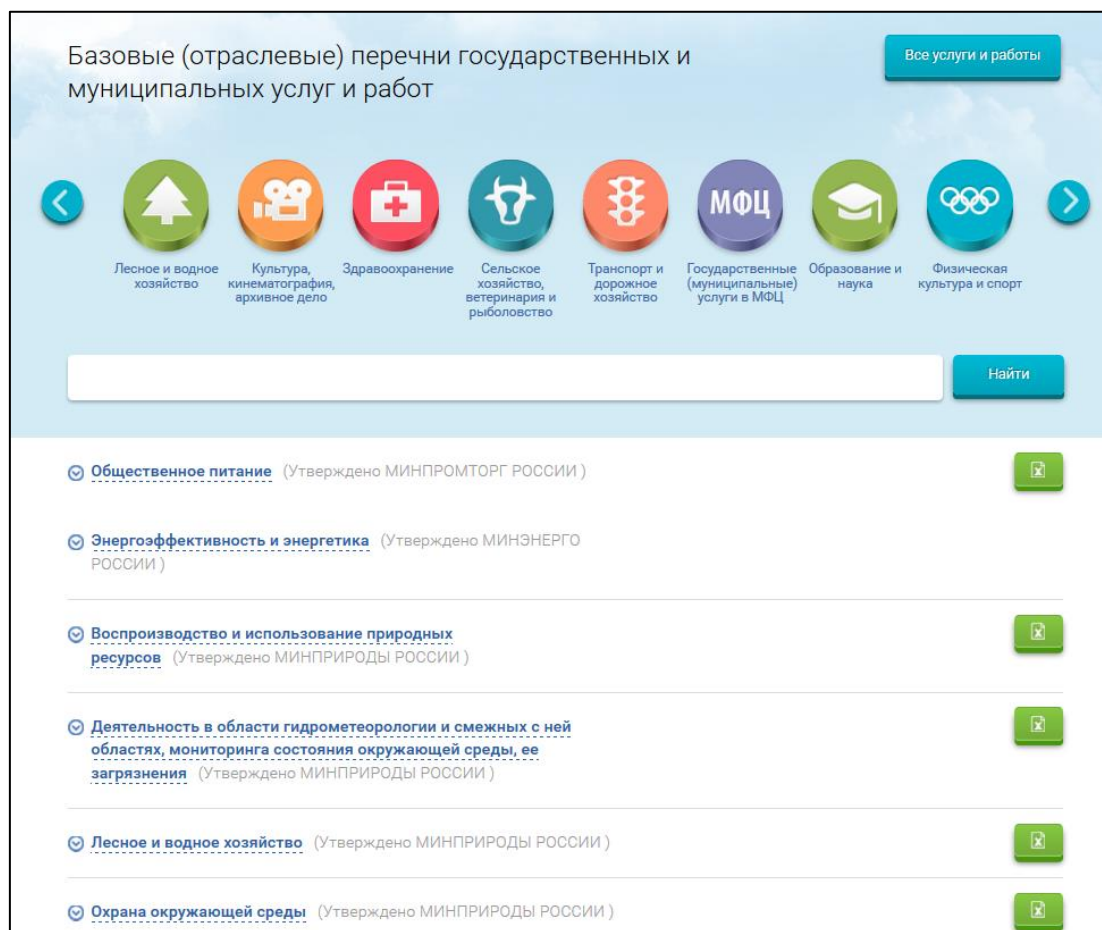 Базовые (отраслевые) перечни государственных и
муниципальных услуг и работ
Все услуги и работы
МФЦ
Лесное и водное
хозяйство
Культура,
кинематография,
архивное дело
Здравоохранение
Сельское
хозяйство,
ветеринария и
рыболовство
Транспорт и
дорожное
хозяйство
Государственные
(муниципальные)
услуги в МФЦ
Образование и
наука
Физическая
культура и спорт
Найти
Общественное питание (Утверждено МИНПРОМТОРГ РОССИИ )
Энергоэффективность и энергетика (Утверждено МИНЭНЕРГО
РОССИИ )
Воспроизводство и использование природных
ресурсов (Утверждено МИНПРИРОДЫ РОССИИ )
Деятельность в области гидрометеорологии и смежных с ней
областях, мониторинга состояния окружающей среды, ее
загрязнения (Утверждено МИНПРИРОДЫ РОССИИ )
Лесное и водное хозяйство (Утверждено МИНПРИРОДЫ РОССИИ )
Охрана окружающей среды (Утверждено МИНПРИРОДЫ РОССИИ )